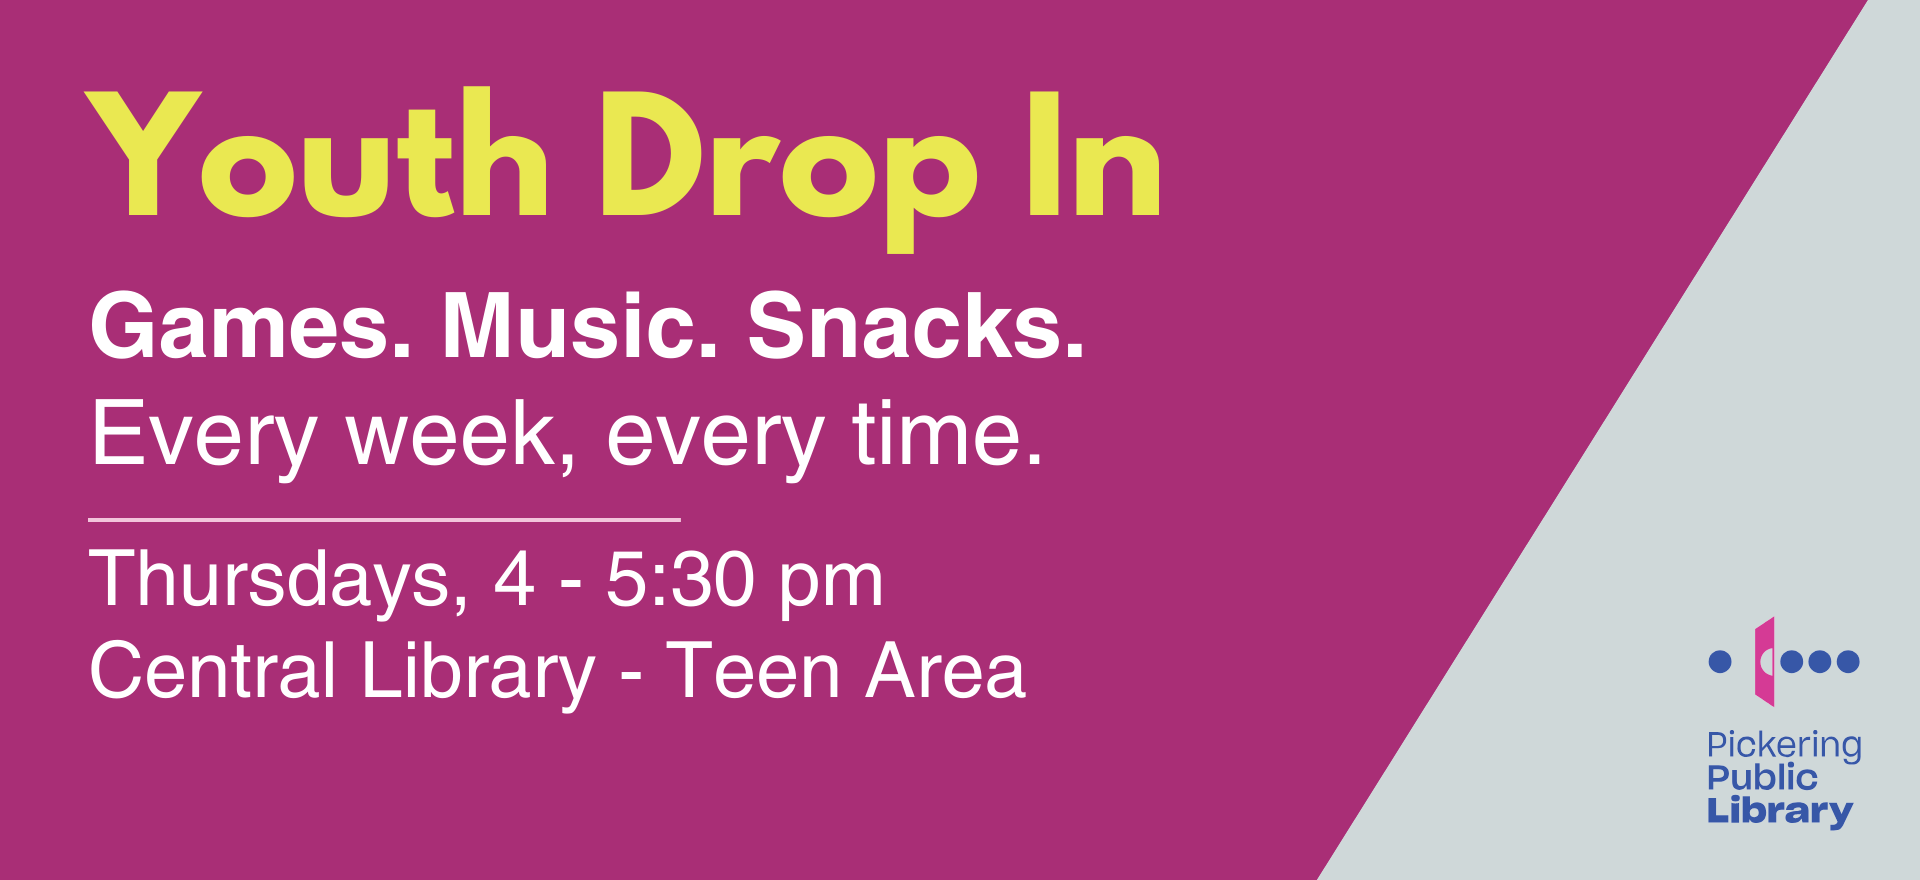 Youth Drop In
Games. Music. Snacks.
Every week, every time.
Thursdays, 4 - 5:30 pm
Central Library - Teen Area
Pickering
Public
Library